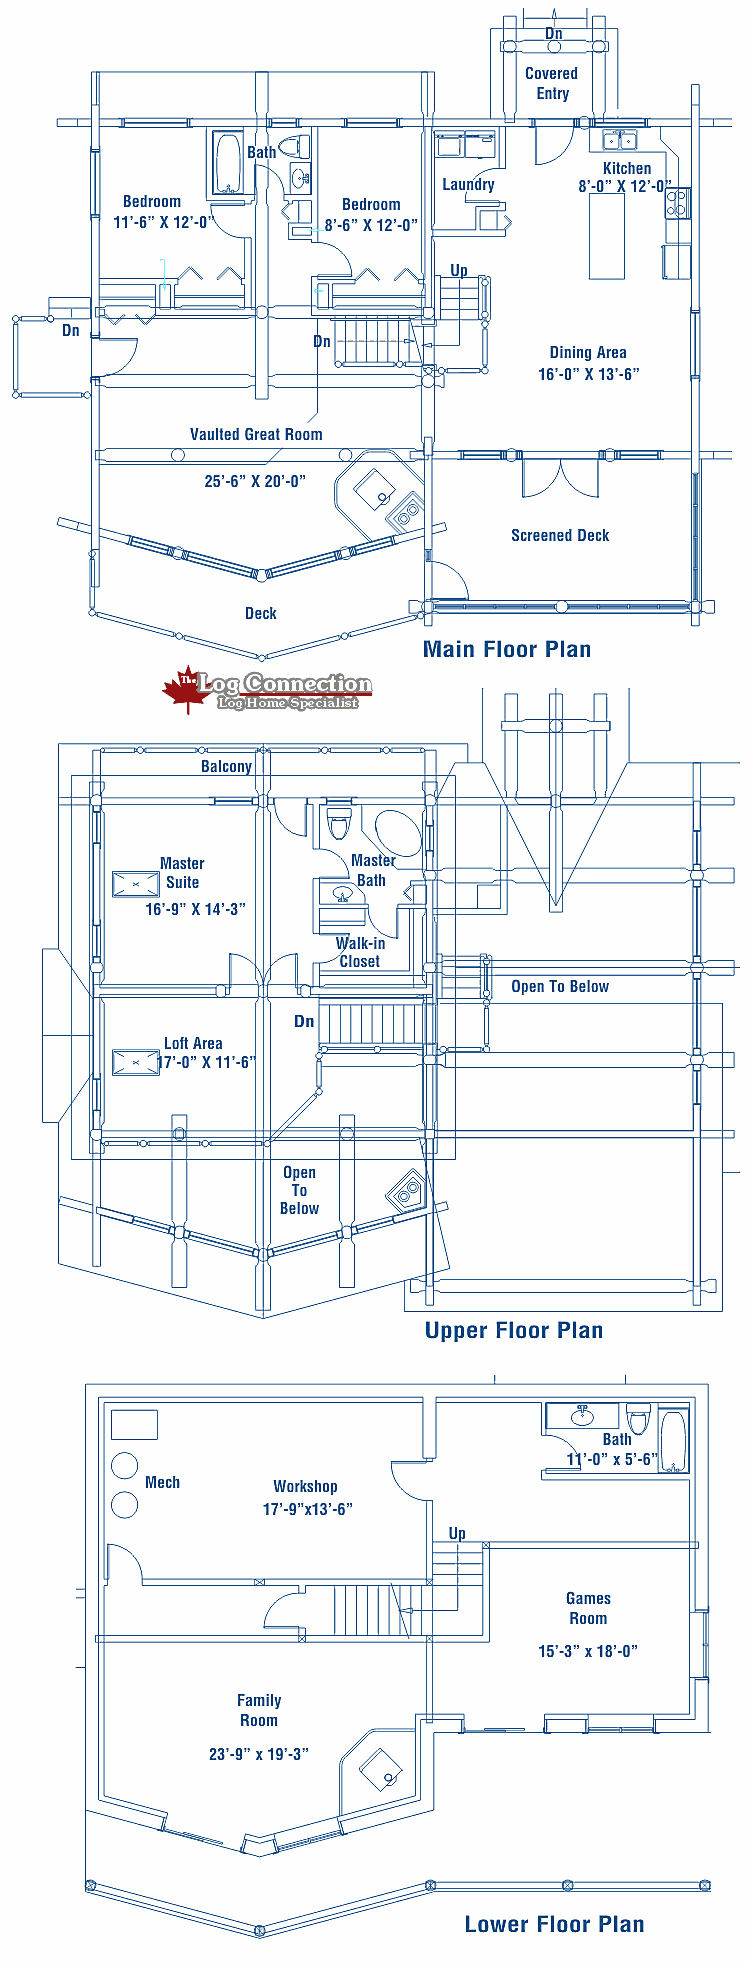 Dn
Covered
Entry
Bath
Kitchen
8'-0" X 12'-0"
Laundry
Bedroom
11'-6" X 12'-0"
Bedroom
8'-6" X 12'-0"
Up
Dn
Dn
Dining Area
16'-0" X 13'-6"
Vaulted Great Room
25'-6" X 20'-0"
Screened Deck
Deck
Main Floor Plan
The Log Connection
Log Home Specialist
Balcony
Master
Suite
16'-9" X 14'-3"
Master
Bath
Walk-in
Closet
Open To Below
Dn
Loft Area
17'-0" X 11'-6"
Open
To
Below
Upper Floor Plan
Bath
11'-0" x 5'-6"
Mech
Workshop
17'-9"x13'-6"
Up
Games
Room
15'-3" x 18'-0"
Family
Room
23'-9" x 19'-3"
Lower Floor Plan